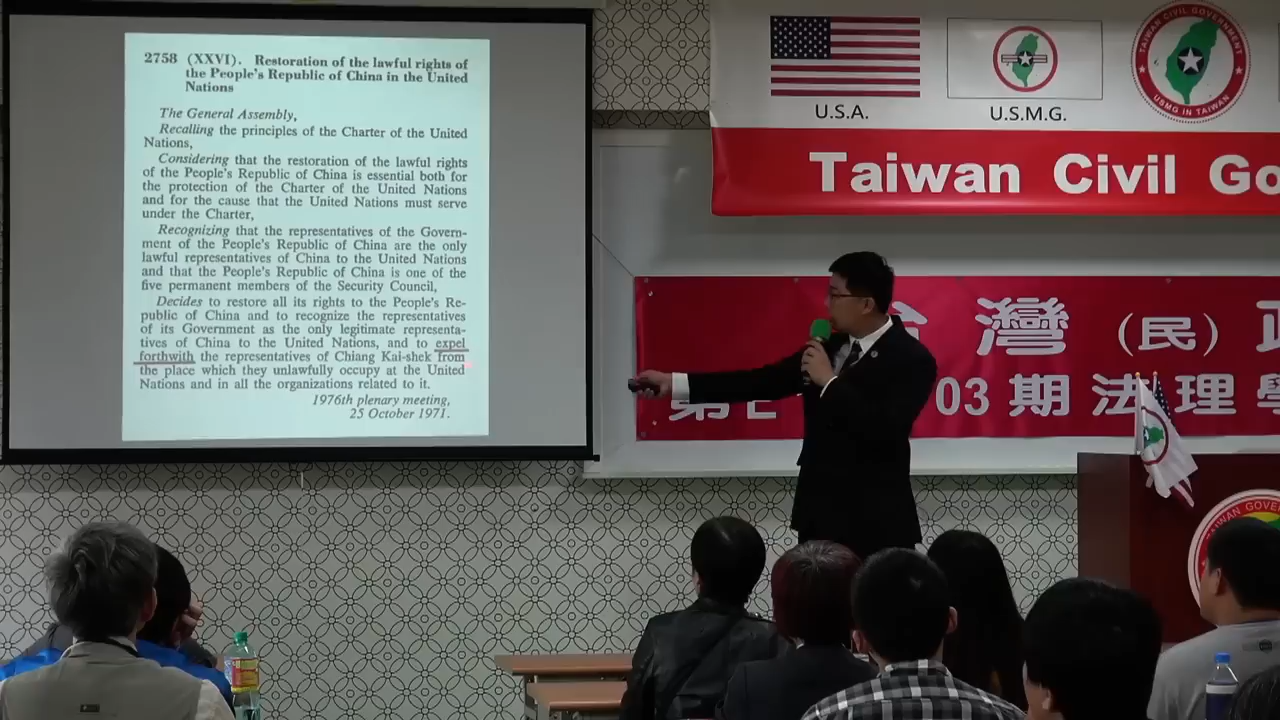 2758 (XXVI). Restoration of the lawful rights of
the People's Republic of China in the United
Nations
The General Assembly,
Recalling the principles of the Charter of the United
Nations,
Considering that the restoration of the lawful rights
of the People's Republic of China is essential both for
the protection of the Charter of the United Nations
and for the cause that the United Nations must serve
under the Charter,
Recognizing that the representatives of the Govern-
ment of the People's Republic of China are the only
lawful representatives of China to the United Nations
and that the People's Republic of China is one of the
five permanent members of the Security Council,
Decides to restore all its rights to the People's Re-
public of China and to recognize the representatives
of its Government as the only legitimate representa-
tives of China to the United Nations, and to expel
forthwith the representatives of Chiang Kai-shek from
the place which they unlawfully occupy at the United
Nations and in all the organizations related to it.
1976th plenary meeting,
25 October 1971.
U.S.A.
U.S.M.G.
TAIWAN CIVIL GOVERNMENT
USMG IN TAIWAN
Taiwan Civil Go
台灣(民)政
第 03期法理學
TAIWAN GOVER